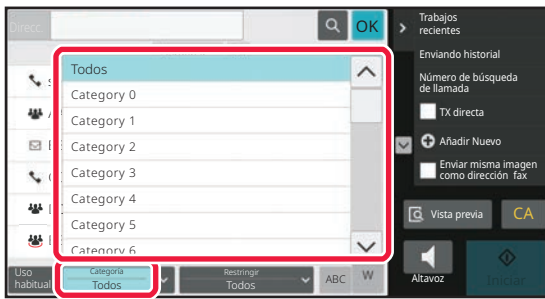 Direcc.
OK
Todos
Category 0
Category 1
Category 2
Category 3
Category 4
Category 5
Category 6
Uso
habitual
Categoría
Todos
Restringir
Todos
ABC
W
Trabajos
recientes
Enviando historial
Número de búsqueda
de llamada
TX directa
Añadir Nuevo
Enviar misma imagen
como dirección fax
Vista previa
CA
Altavoz
Iniciar